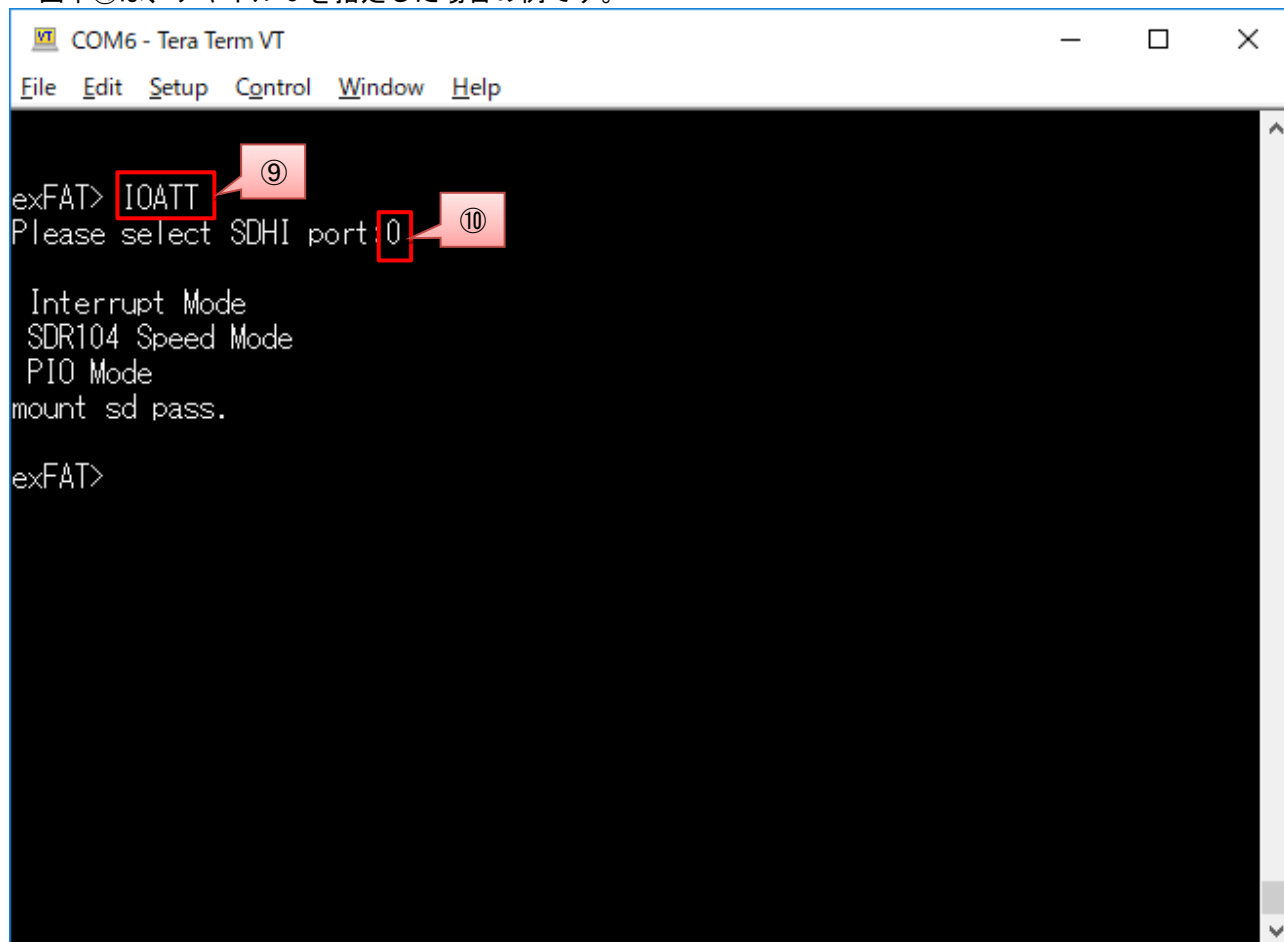 COM6 - Tera Term VT
File Edit Setup Control Window Help
⑨
exFAT> IOATT
⑩
Please select SDHI port:0
Interrupt Mode
SDR104 Speed Mode
PIO Mode
mount sd pass.
exFAT>